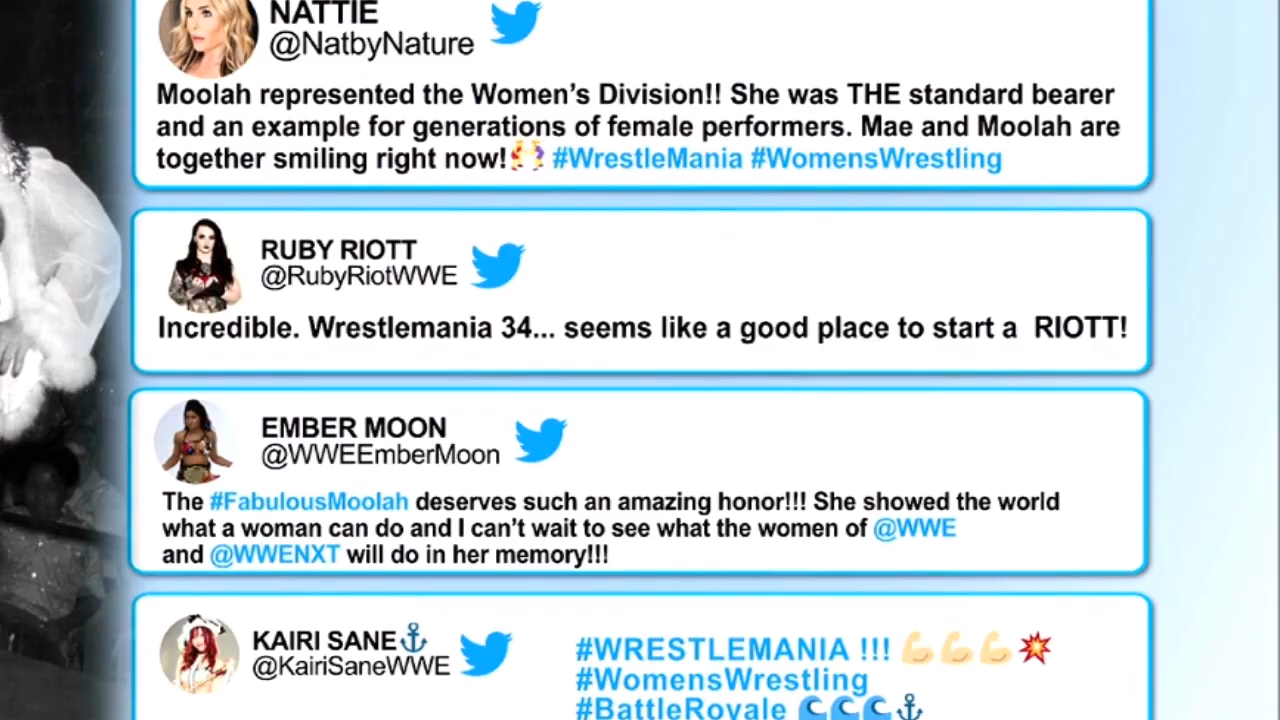 NATTIE
@NatbyNature
Moolah represented the Women's Division!! She was THE standard bearer
and an example for generations of female performers. Mae and Moolah are
together smiling right now! #WrestleMania #WomensWrestling
RUBY RIOTT
@RubyRiotWWE
Incredible. Wrestlemania 34... seems like a good place to start a RIOTT!
EMBER MOON
@WWEEmberMoon
The #FabulousMoolah deserves such an amazing honor!!! She showed the world
what a woman can do and I can't wait to see what the women of @WWE
and @WWENXT will do in her memory!!!
KAIRI SANE⚓
@KairiSaneWWE
#WRESTLEMANIA !!! 💪💪💪💥
#WomensWrestling
#BattleRoyale 🌊🌊🌊⚓